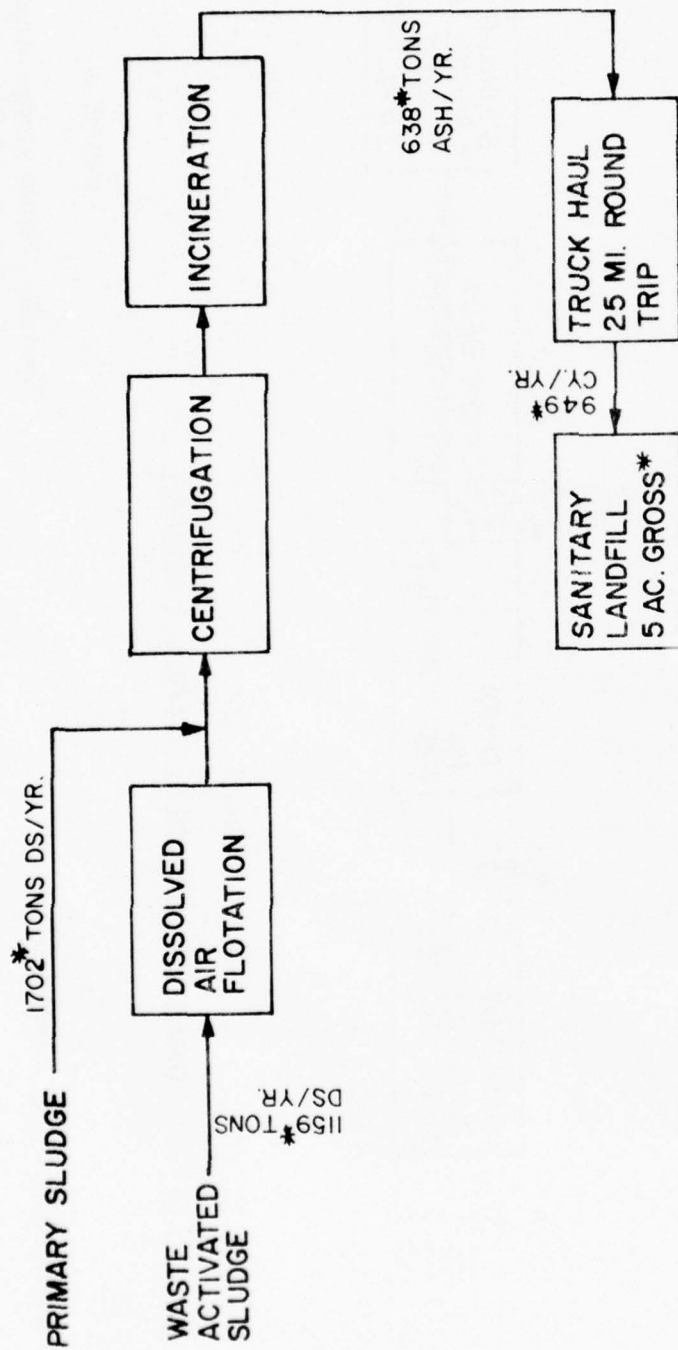 PRIMARY SLUDGE
1702* TONS DS/YR.
WASTE
ACTIVATED
SLUDGE
1159* TONS
DS/YR.
DISSOLVED
AIR
FLOTATION
CENTRIFUGATION
INCINERATION
638* TONS
ASH/YR.
TRUCK HAUL
25 MI. ROUND
TRIP
949*
CY./YR.
SANITARY
LANDFILL
5 AC. GROSS*